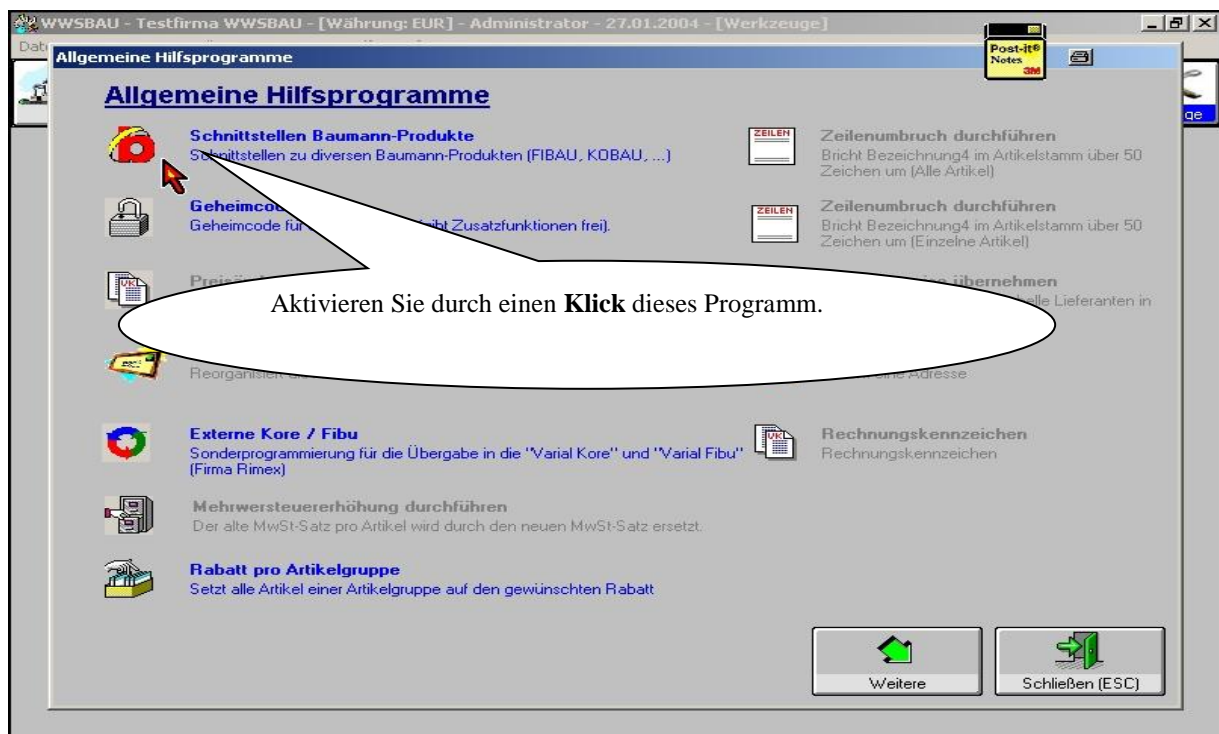 WWSBAU - Testfirma WWSBAU - [Währung: EUR] - Administrator - 27.01.2004 - [Werkzeuge]
Post-it®
Notes
3M
Allgemeine Hilfsprogramme
Allgemeine Hilfsprogramme
Schnittstellen Baumann-Produkte
Schnittstellen zu diversen Baumann-Produkten (FIBAU, KOBAU, ...)
Geheimcod
Geheimcode für
ibt Zusatzfunktionen frei).
Aktivieren Sie durch einen Klick dieses Programm.
Externe Kore / Fibu
Sonderprogrammierung für die Übergabe in die "Varial Kore" und "Varial Fibu"
(Firma Rimex)
Mehrwersteuererhöhung durchführen
Der alte MwSt-Satz pro Artikel wird durch den neuen MwSt-Satz ersetzt.
Rabatt pro Artikelgruppe
Setzt alle Artikel einer Artikelgruppe auf den gewünschten Rabatt
ZEILEN
Zeilenumbruch durchführen
Bricht Bezeichnung4 im Artikelstamm über 50
Zeichen um (Alle Artikel)
ZEILEN
Zeilenumbruch durchführen
Bricht Bezeichnung4 im Artikelstamm über 50
Zeichen um (Einzelne Artikel)
übernehmen
Lieferanten in
eine Adresse
VKL
Rechnungskennzeichen
Rechnungskennzeichen
Weitere
Schließen (ESC)